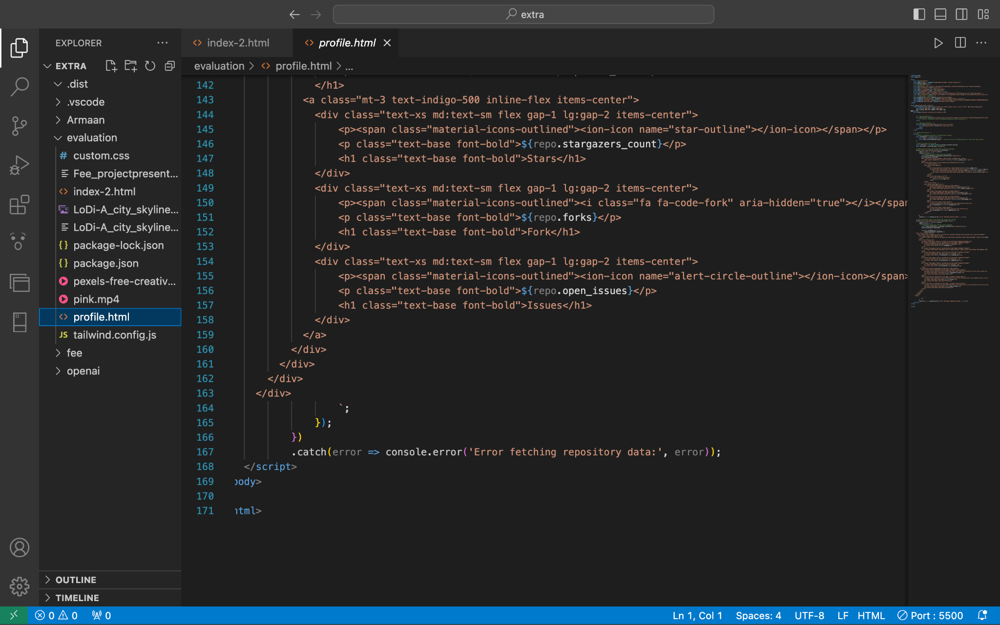 extra
EXPLORER
index-2.html
profile.html
EXTRA
evaluation > profile.html > ...
.dist
.vscode
Armaan
evaluation
custom.css
Fee_projectpresent...
index-2.html
LoDi-A_city_skyline...
LoDi-A_city_skyline...
package-lock.json
package.json
pexels-free-creativ...
pink.mp4
profile.html
JS tailwind.config.js
fee
openai
OUTLINE
TIMELINE
142 </h1>
143 <a class="mt-3 text-indigo-500 inline-flex items-center">
144 <div class="text-xs md:text-sm flex gap-1 lg:gap-2 items-center">
145 <p><span class="material-icons-outlined"><ion-icon name="star-outline"></ion-icon></span></p>
146 <p class="text-base font-bold">${repo.stargazers_count}</p>
147 <h1 class="text-base font-bold">Stars</h1>
148 </div>
149 <div class="text-xs md:text-sm flex gap-1 lg:gap-2 items-center">
150 <p><span class="material-icons-outlined"><i class="fa fa-code-fork" aria-hidden="true"></i></span
151 <p class="text-base font-bold">${repo.forks}</p>
152 <h1 class="text-base font-bold">Fork</h1>
153 </div>
154 <div class="text-xs md:text-sm flex gap-1 lg:gap-2 items-center">
155 <p><span class="material-icons-outlined"><ion-icon name="alert-circle-outline"></ion-icon></span>
156 <p class="text-base font-bold">${repo.open_issues}</p>
157 <h1 class="text-base font-bold">Issues</h1>
158 </div>
159 </a>
160 </div>
161 </div>
162 </div>
163 </div>
164 `;
165 });
166 })
167 .catch(error => console.error('Error fetching repository data:', error));
168 </script>
169 body>
170
171 html>
0 0 0
Ln 1, Col 1 Spaces: 4 UTF-8 LF HTML Port : 5500